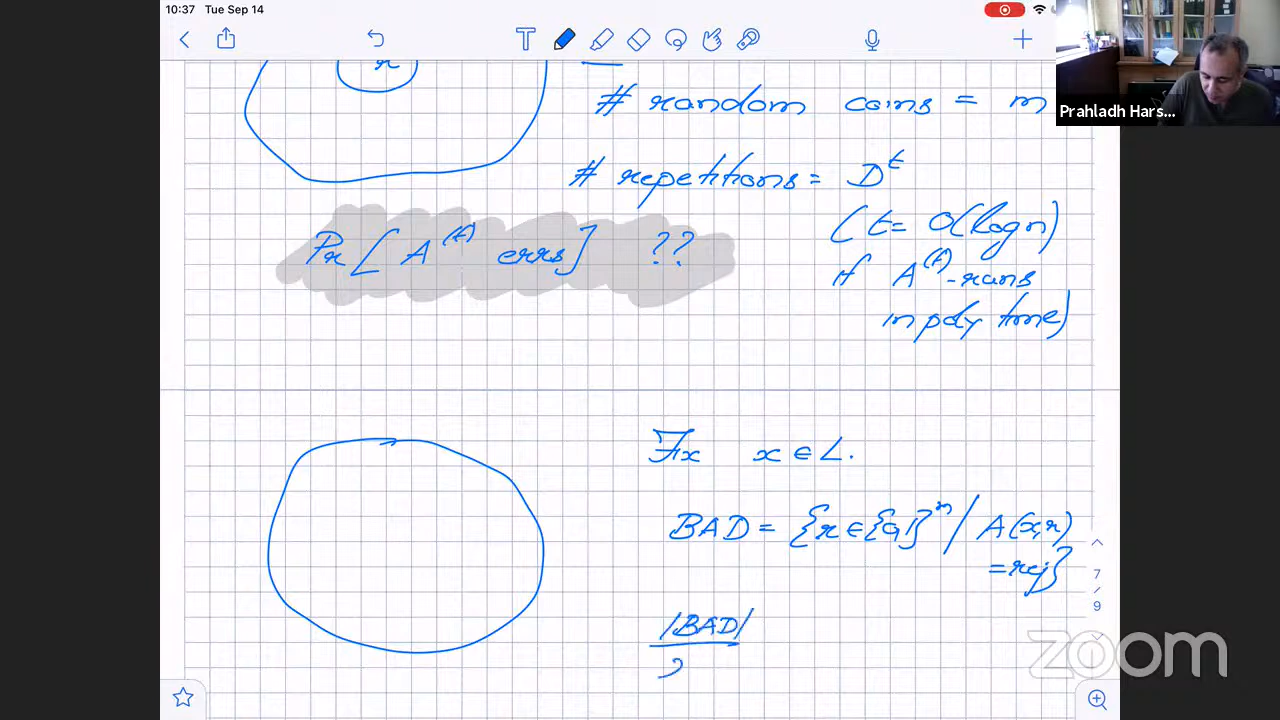 10:37 Tue Sep 14
Prahladh Hars...
r
# random coins = m
# repetitions = D^t
(t = O(log n)
if A^(t) - runs
in poly time)
Pr[ A^(t) errs] ??
Fix x ∈ L.
BAD = {r ∈ {0,1}^m / A(x,r)
= rej}
|BAD|
2
7
/
9
zoom